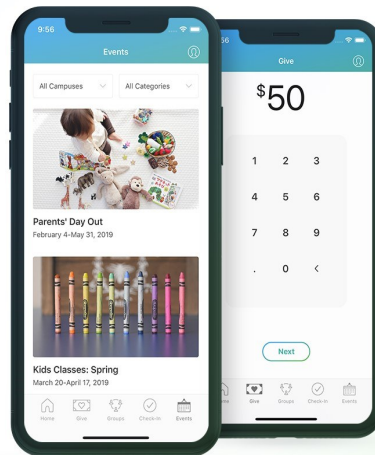 9:56
Events
All Campuses
All Categories
Parents' Day Out
February 4-May 31, 2019
Kids Classes: Spring
March 20-April 17, 2019
Home
Give
Groups
Check-In
Events
56
Give
$50
1 2 3
4 5 6
7 8 9
. 0 <
Next
me
Give
Groups
Check-In
Events